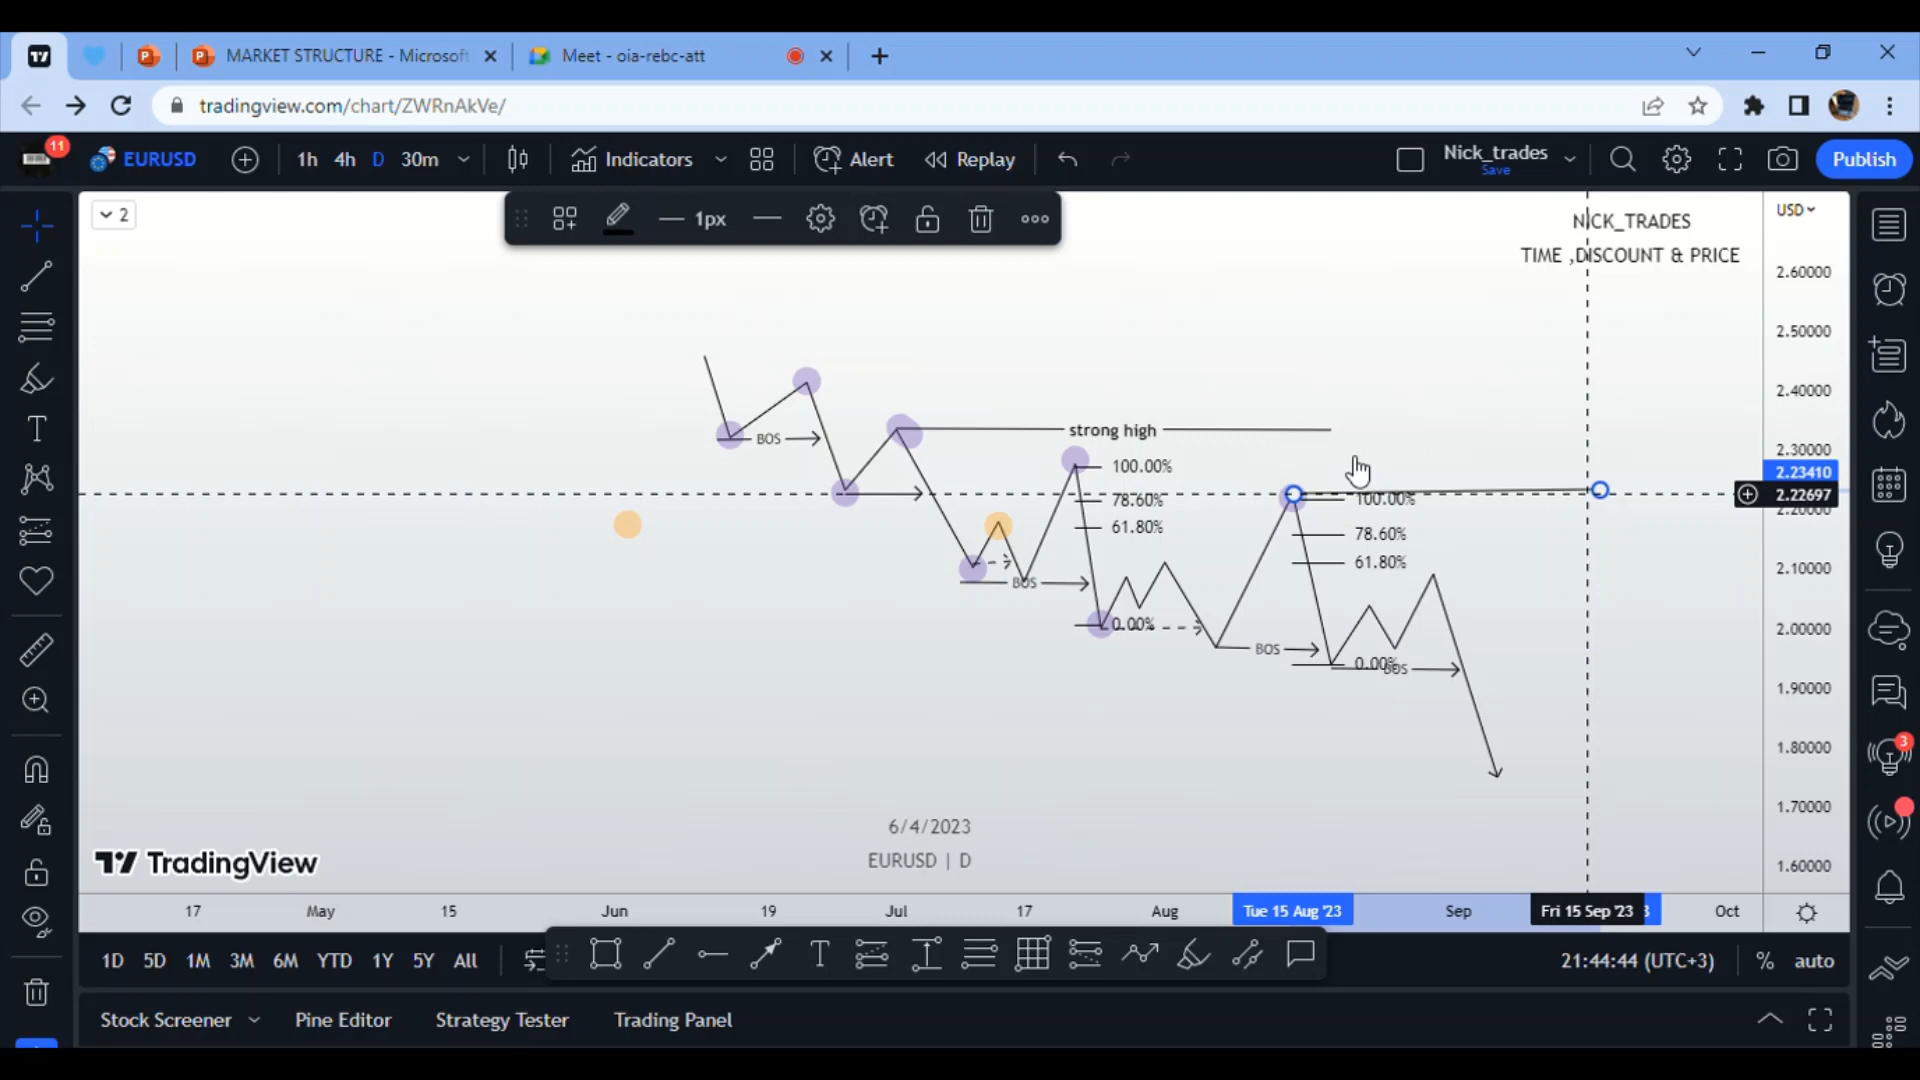 MARKET STRUCTURE - Microsoft
Meet - oia-rebc-att
tradingview.com/chart/ZWRnAkVe/
11
EURUSD
1h 4h D 30m
Indicators
Alert
Replay
Nick_trades
Save
Publish
2
1px
NICK_TRADES
TIME ,DISCOUNT & PRICE
USD
2.60000
2.50000
2.40000
2.30000
2.23410
2.22697
2.20000
2.10000
2.00000
1.90000
1.80000
1.70000
1.60000
BOS
strong high
100.00%
78.60%
61.80%
BOS
0.00%
100.00%
78.60%
61.80%
BOS
0.00%
BOS
3
6/4/2023
EURUSD | D
TradingView
17 May 15 Jun 19 Jul 17 Aug Tue 15 Aug '23 Sep Fri 15 Sep '23 3 Oct
1D 5D 1M 3M 6M YTD 1Y 5Y All
T
21:44:44 (UTC+3) % auto
Stock Screener Pine Editor Strategy Tester Trading Panel